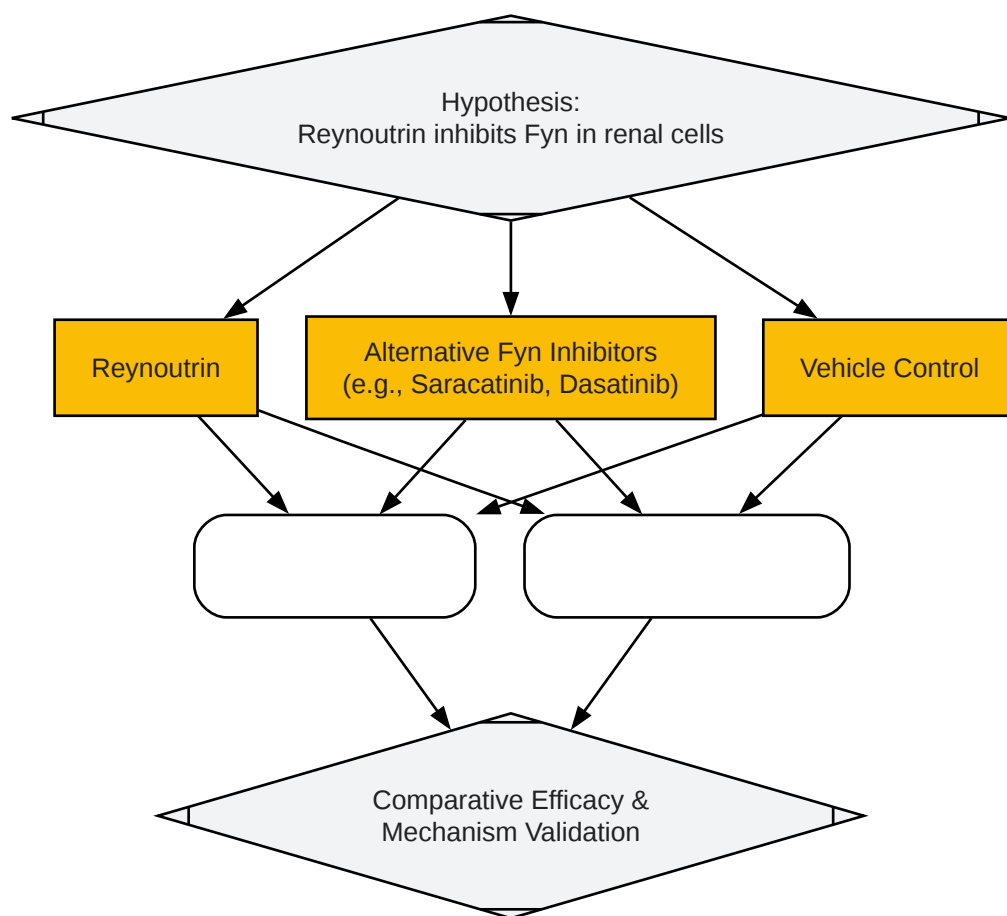 Hypothesis:
Reynoutrin inhibits Fyn in renal cells
Reynoutrin
Alternative Fyn Inhibitors
(e.g., Saracatinib, Dasatinib)
Vehicle Control
Comparative Efficacy &
Mechanism Validation